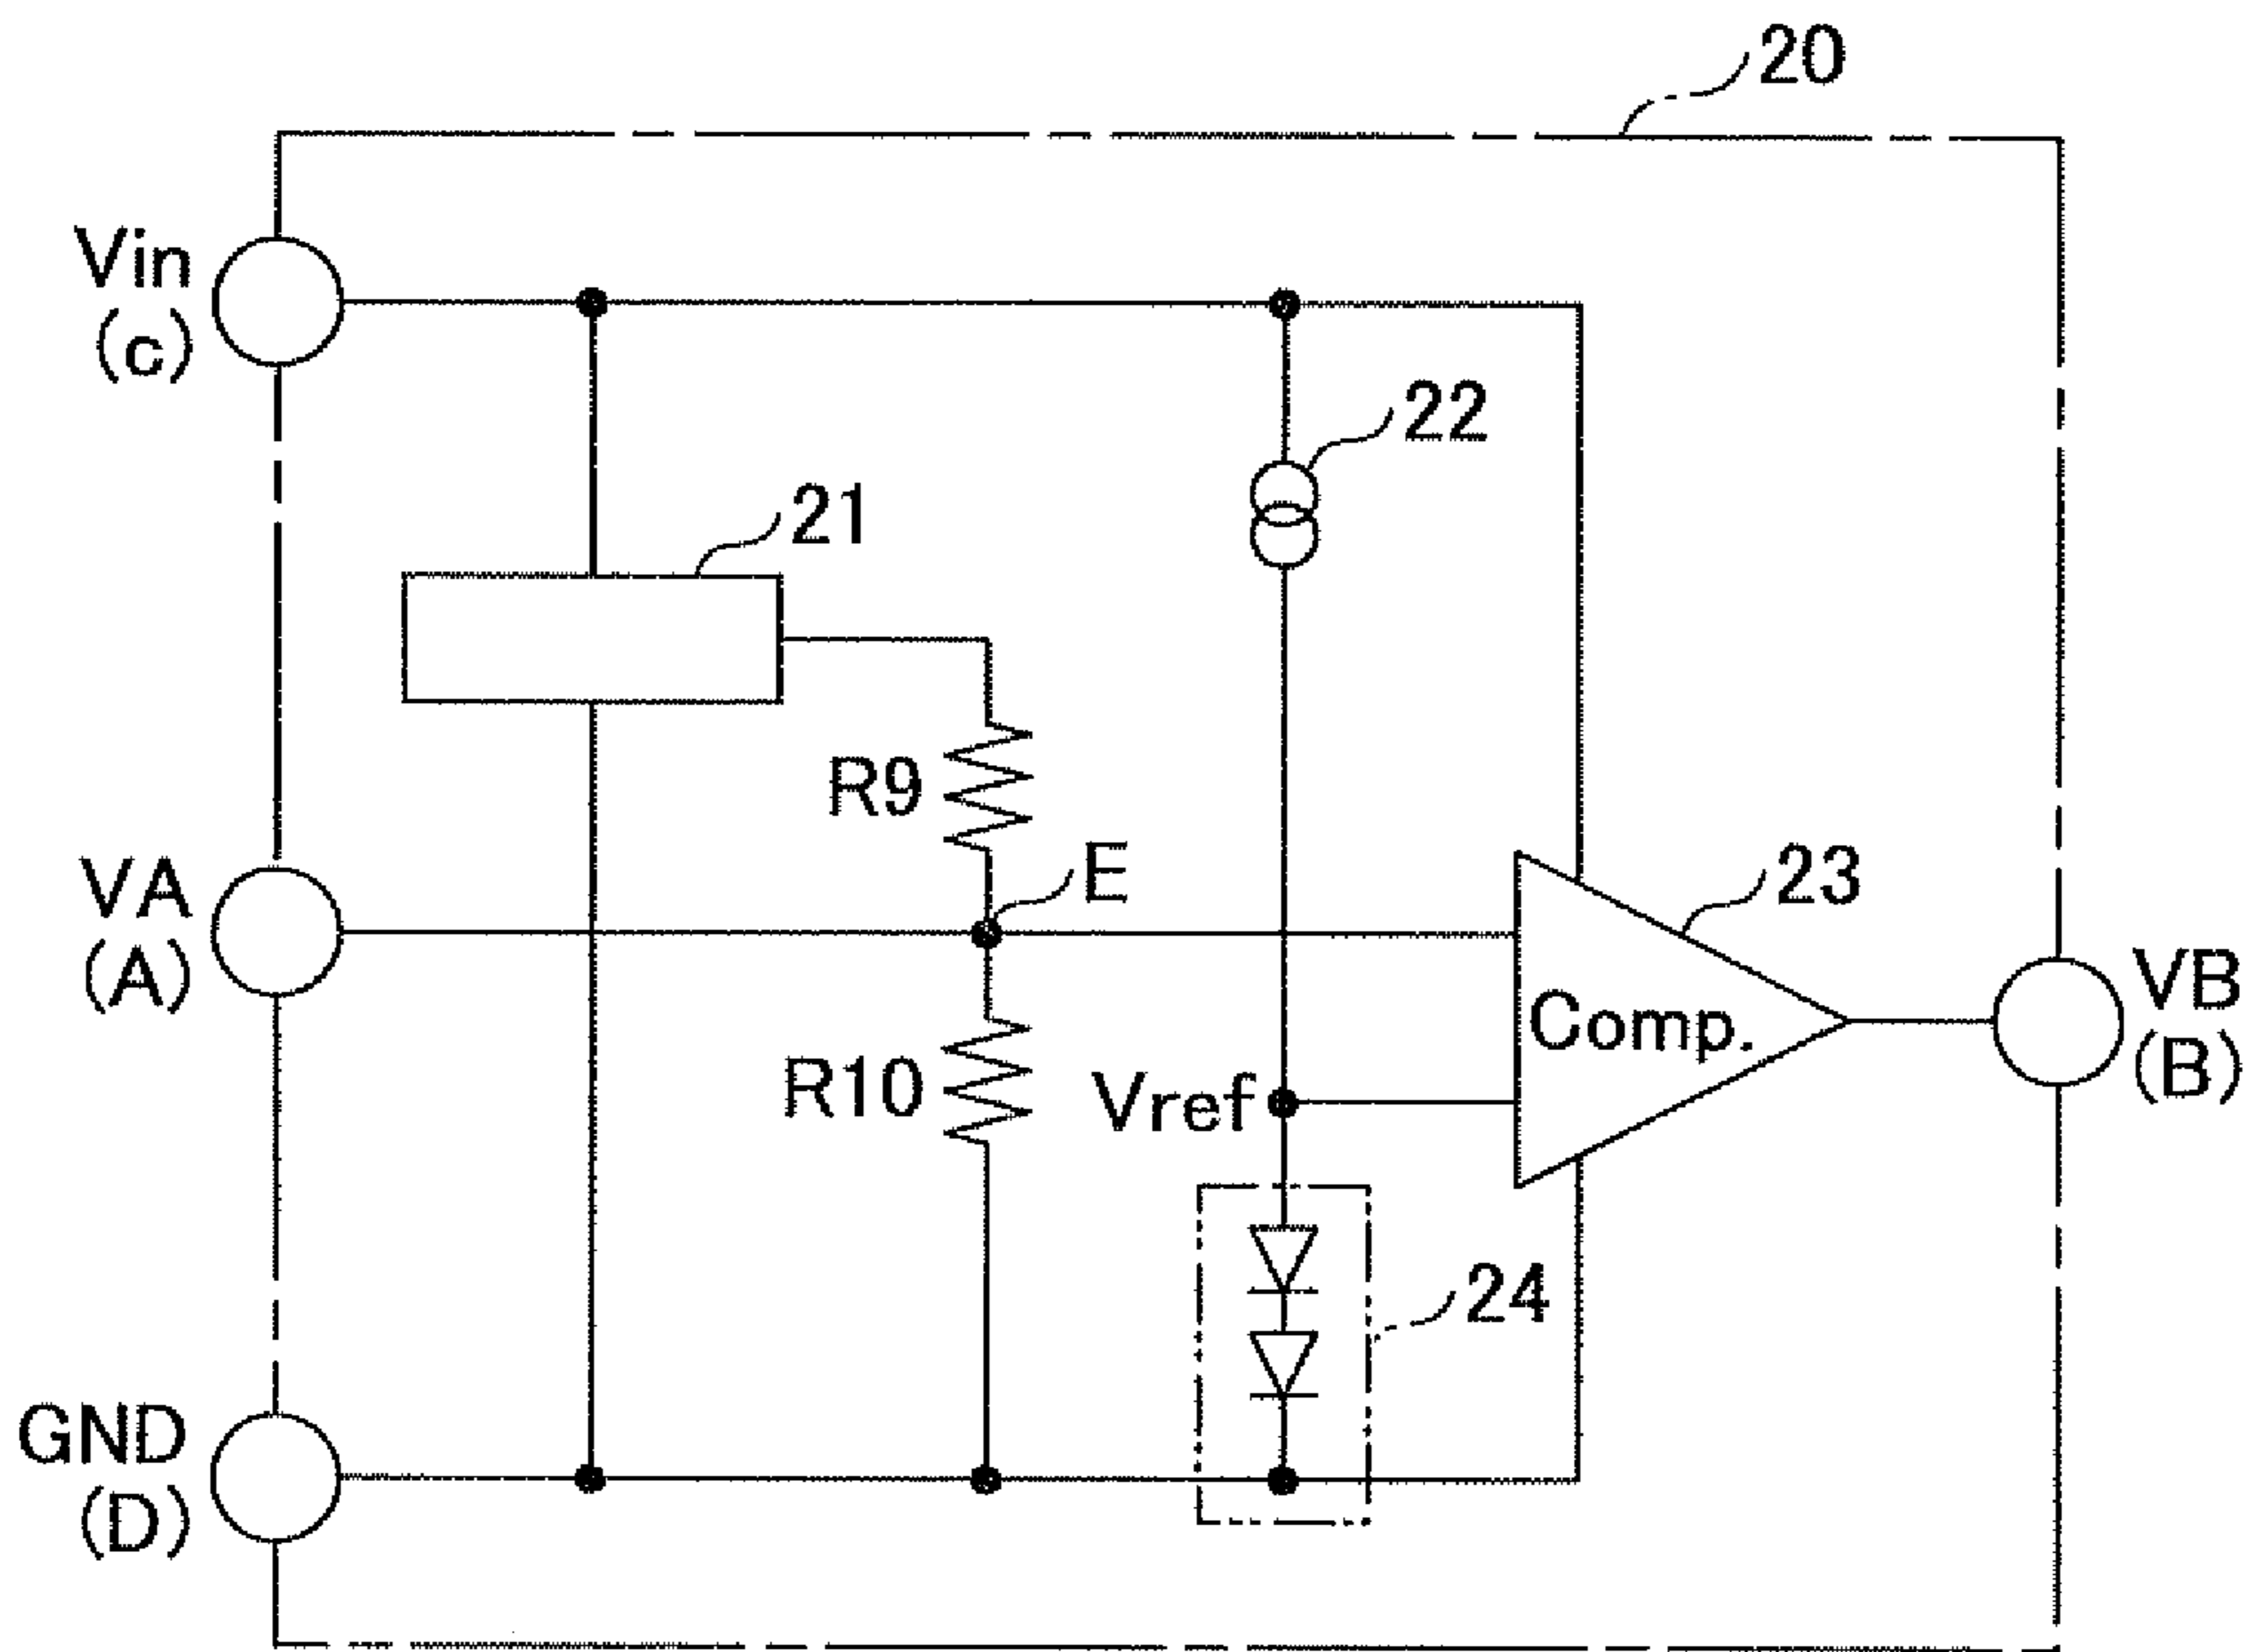 20
Vin
(c)
22
21
R9
E
VA
(A)
23
Comp.
VB
(B)
R10
Vref
24
GND
(D)